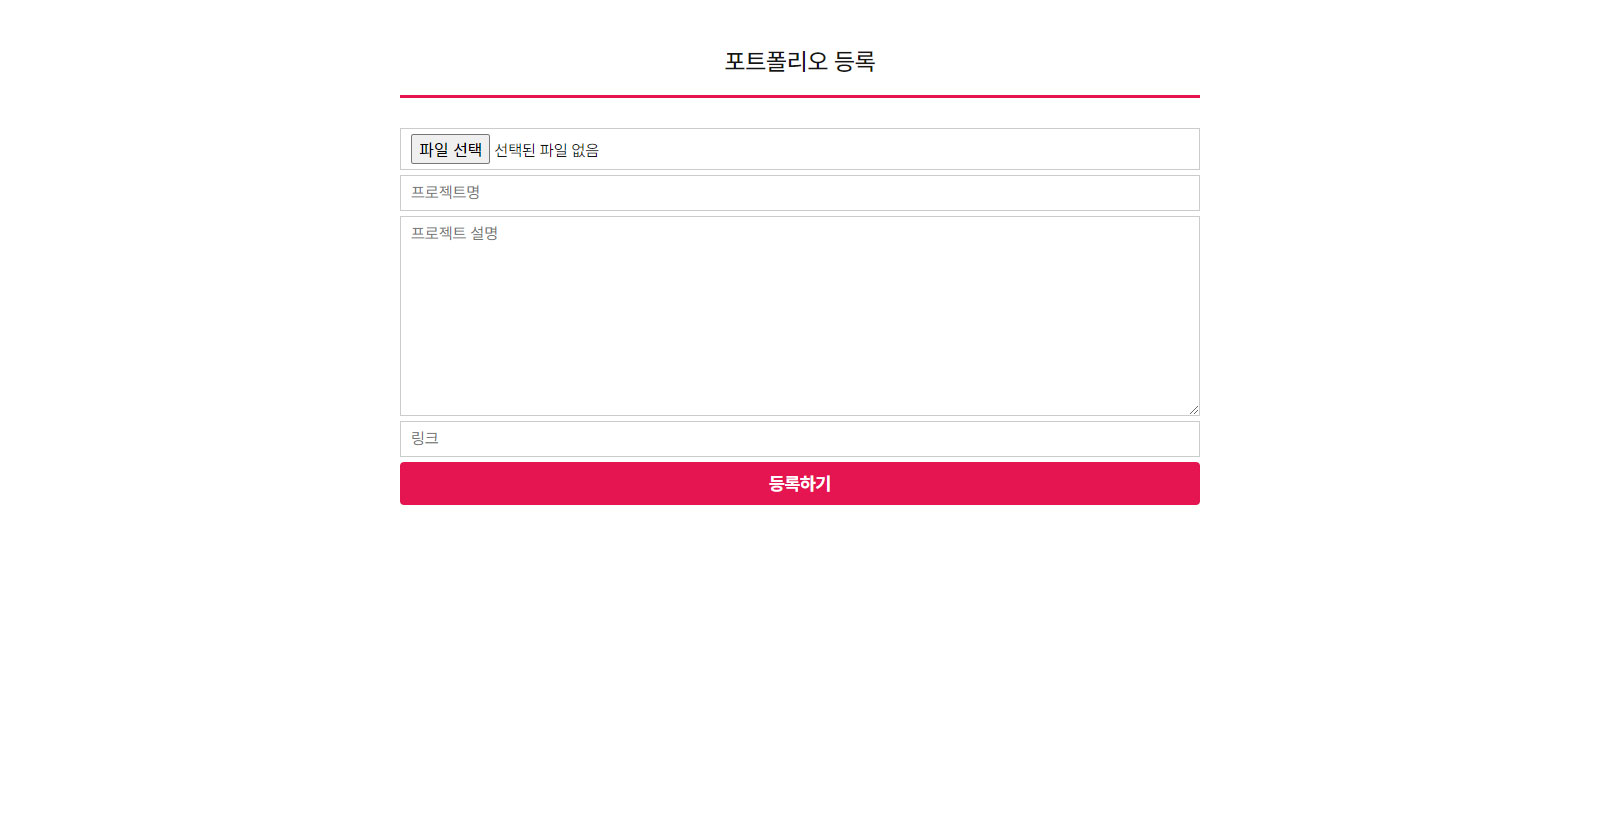 포트폴리오 등록
파일 선택 선택된 파일 없음
프로젝트명
프로젝트 설명
링크
등록하기